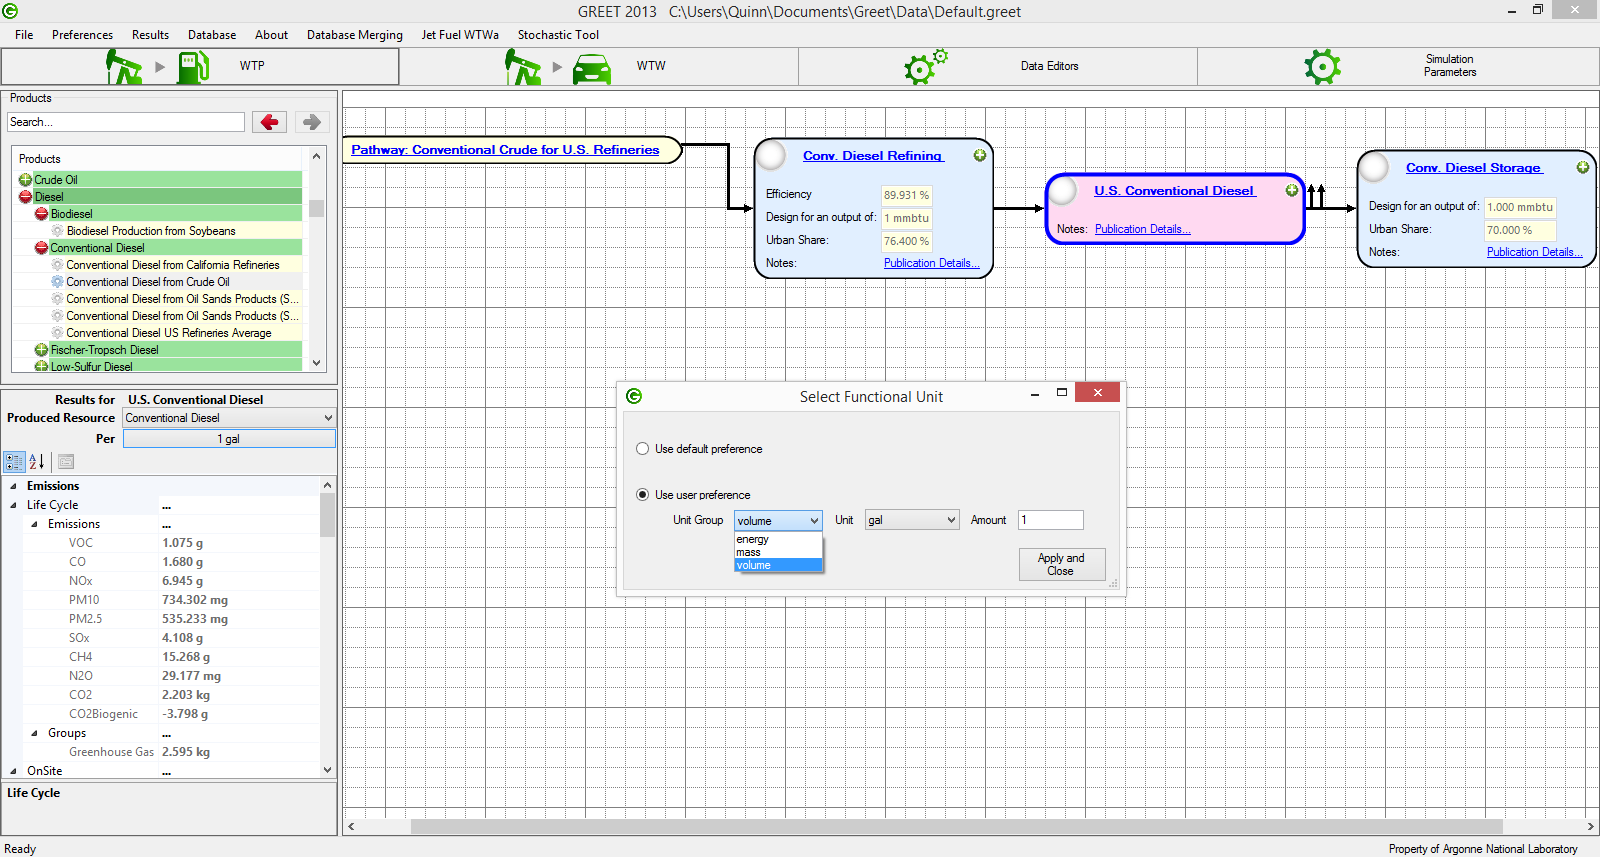 GREET 2013   C:\Users\Quinn\Documents\Greet\Data\Default.greet
File Preferences Results Database About Database Merging Jet Fuel WTWa Stochastic Tool
WTP
WTW
Data Editors
Simulation
Parameters
Products
Search...
Products
Crude Oil
Diesel
Biodiesel
Biodiesel Production from Soybeans
Conventional Diesel
Conventional Diesel from California Refineries
Conventional Diesel from Crude Oil
Conventional Diesel from Oil Sands Products (S...
Conventional Diesel from Oil Sands Products (S...
Conventional Diesel US Refineries Average
Fischer-Tropsch Diesel
Low-Sulfur Diesel
Results for U.S. Conventional Diesel
Produced Resource Conventional Diesel
Per 1 gal
Emissions
Life Cycle ...
Emissions ...
VOC 1.075 g
CO 1.680 g
NOx 6.945 g
PM10 734.302 mg
PM2.5 535.233 mg
SOx 4.108 g
CH4 15.268 g
N2O 29.177 mg
CO2 2.203 kg
CO2Biogenic -3.798 g
Groups ...
Greenhouse Gas 2.595 kg
OnSite ...
Life Cycle
Pathway: Conventional Crude for U.S. Refineries
Conv. Diesel Refining
Efficiency 89.931 %
Design for an output of: 1 mmbtu
Urban Share: 76.400 %
Notes: Publication Details...
U.S. Conventional Diesel
Notes: Publication Details...
Conv. Diesel Storage
Design for an output of: 1.000 mmbtu
Urban Share: 70.000 %
Notes: Publication Details...
Select Functional Unit
Use default preference
Use user preference
Unit Group volume Unit gal Amount 1
energy
mass
volume
Apply and
Close
Ready
Property of Argonne National Laboratory